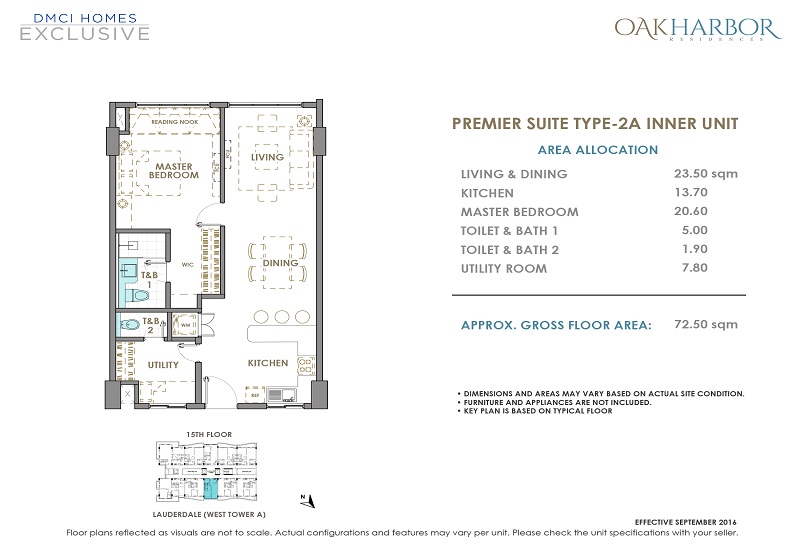 DMCI HOMES
EXCLUSIVE
OAKHARBOR
RESIDENCES
READING NOOK
MASTER
BEDROOM
LIVING
WIC
DINING
T&B
1
T&B
2
WM
UTILITY
KITCHEN
REF
X
X
PREMIER SUITE TYPE-2A INNER UNIT
AREA ALLOCATION
LIVING & DINING 23.50 sqm
KITCHEN 13.70
MASTER BEDROOM 20.60
TOILET & BATH 1 5.00
TOILET & BATH 2 1.90
UTILITY ROOM 7.80
APPROX. GROSS FLOOR AREA: 72.50 sqm
• DIMENSIONS AND AREAS MAY VARY BASED ON ACTUAL SITE CONDITION.
• FURNITURE AND APPLIANCES ARE NOT INCLUDED.
• KEY PLAN IS BASED ON TYPICAL FLOOR
15TH FLOOR
LAUDERDALE (WEST TOWER A)
N
EFFECTIVE SEPTEMBER 2016
Floor plans reflected as visuals are not to scale. Actual configurations and features may vary per unit. Please check the unit specifications with your seller.